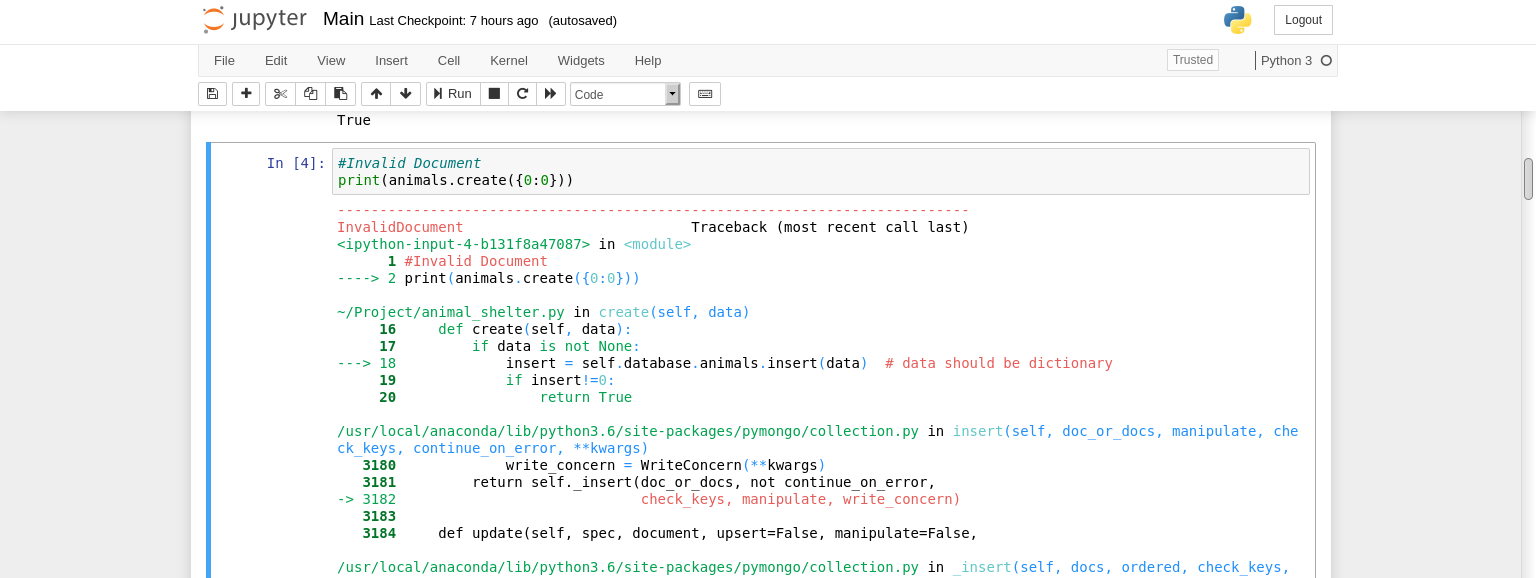 jupyter Main Last Checkpoint: 7 hours ago (autosaved) Logout
File Edit View Insert Cell Kernel Widgets Help Trusted Python 3
Run Code
True
In [4]: #Invalid Document
print(animals.create({0:0}))
---------------------------------------------------------------------------
InvalidDocument                           Traceback (most recent call last)
<ipython-input-4-b131f8a47087> in <module>
      1 #Invalid Document
----> 2 print(animals.create({0:0}))
~/Project/animal_shelter.py in create(self, data)
     16     def create(self, data):
     17         if data is not None:
---> 18             insert = self.database.animals.insert(data)  # data should be dictionary
     19             if insert!=0:
     20                 return True
/usr/local/anaconda/lib/python3.6/site-packages/pymongo/collection.py in insert(self, doc_or_docs, manipulate, che
ck_keys, continue_on_error, **kwargs)
   3180             write_concern = WriteConcern(**kwargs)
   3181         return self._insert(doc_or_docs, not continue_on_error,
-> 3182                             check_keys, manipulate, write_concern)
   3183
   3184     def update(self, spec, document, upsert=False, manipulate=False,
/usr/local/anaconda/lib/python3.6/site-packages/pymongo/collection.py in _insert(self, docs, ordered, check_keys,